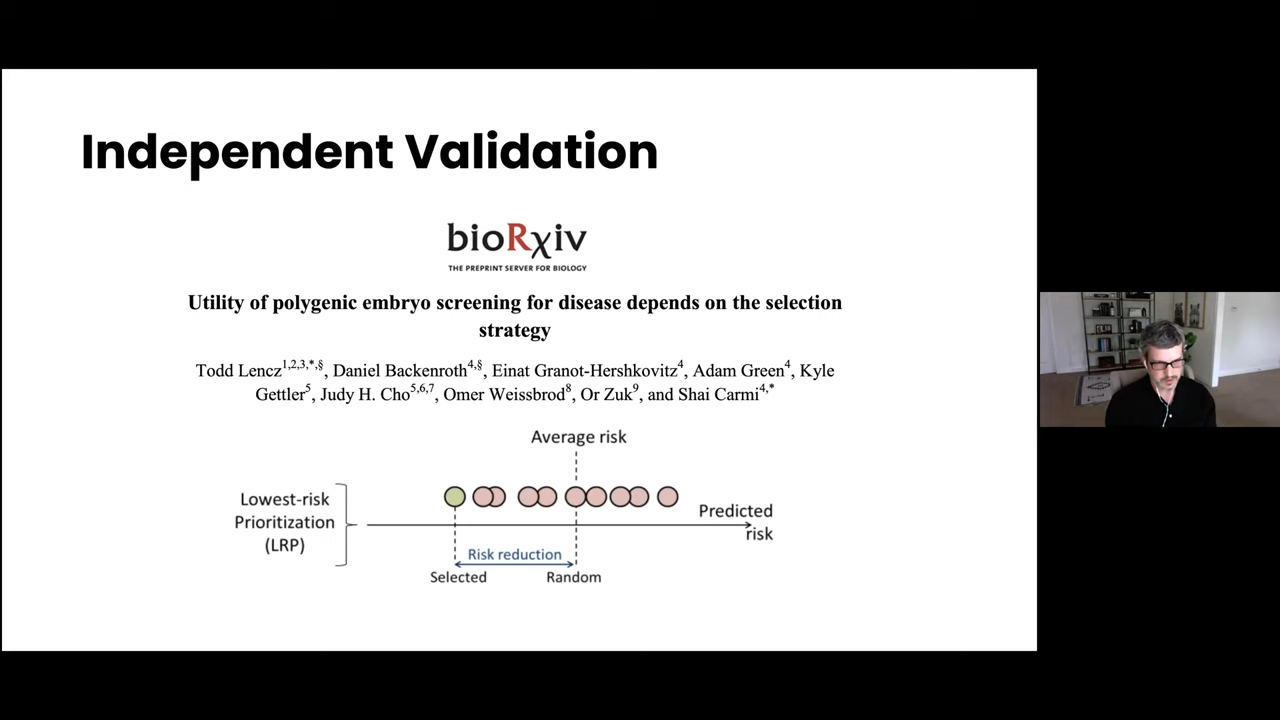 Independent Validation
bioRχiv
THE PREPRINT SERVER FOR BIOLOGY
Utility of polygenic embryo screening for disease depends on the selection
strategy
Todd Lencz1,2,3,*,§, Daniel Backenroth4,§, Einat Granot-Hershkovitz4, Adam Green4, Kyle
Gettler5, Judy H. Cho5,6,7, Omer Weissbrod8, Or Zuk9, and Shai Carmi4,*
Average risk
Lowest-risk
Prioritization
(LRP)
Predicted
risk
Risk reduction
Selected
Random